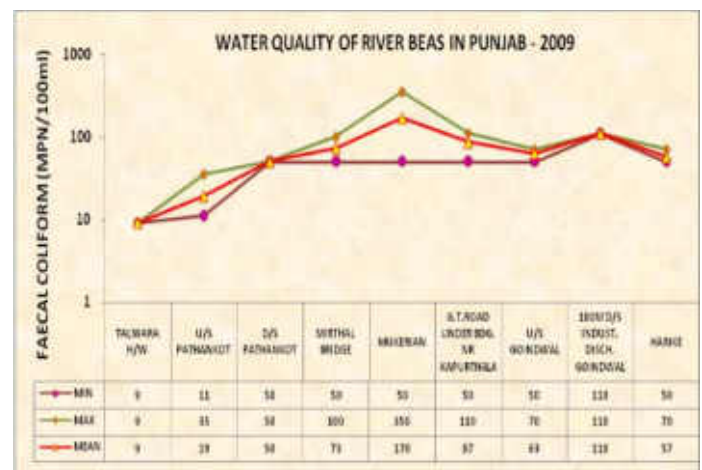 WATER QUALITY OF RIVER BEAS IN PUNJAB - 2009
FAECAL COLIFORM (MPN/100ml)
1000
100
10
1
TALWARA H/W
U/S PATHANKOT
D/S PATHANKOT
MIRTHAL BRIDGE
MUKERIAN
G.T.ROAD UNDER BDG. NR KAPURTHALA
U/S GOINDWAL
100M D/S INDUST. DISCH. GOINDWAL
HARIKE
MIN 9 11 50 50 50 50 50 110 50
MAX 9 35 50 100 350 110 70 110 70
MEAN 9 50 73 170 87 63 110 57